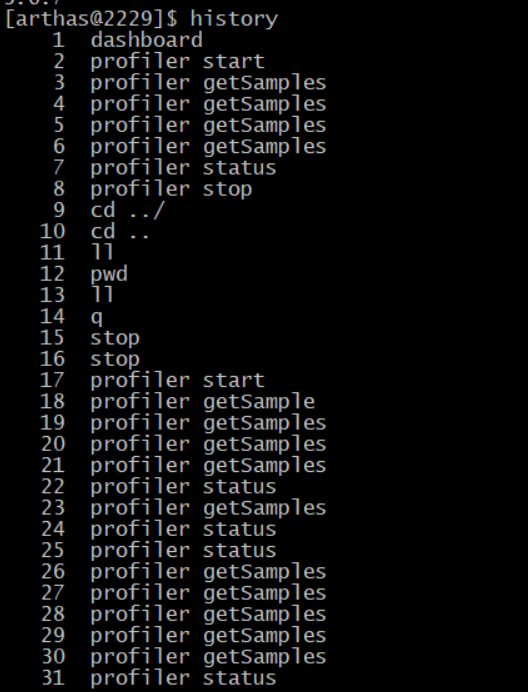 [arthas@2229]$ history
1 dashboard
2 profiler start
3 profiler getSamples
4 profiler getSamples
5 profiler getSamples
6 profiler getSamples
7 profiler status
8 profiler stop
9 cd ../
10 cd ..
11 ll
12 pwd
13 ll
14 q
15 stop
16 stop
17 profiler start
18 profiler getSample
19 profiler getSamples
20 profiler getSamples
21 profiler getSamples
22 profiler status
23 profiler getSamples
24 profiler status
25 profiler status
26 profiler getSamples
27 profiler getSamples
28 profiler getSamples
29 profiler getSamples
30 profiler getSamples
31 profiler status